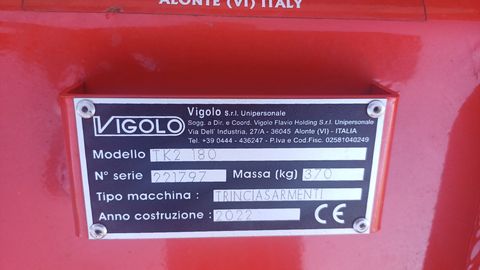 ALONTE (VI) ITALY
VIGOLO
Vigolo S.r.l. Unipersonale
Sogg. a Dir. e Coord. Vigolo Flavio Holding S.r.l. Unipersonale
Via Dell' Industria, 27/A - 36045 Alonte (VI) - ITALIA
Tel. +39 0444 - 436247 - P.Iva e Cod.Fisc. 02581040249
Modello TK2 180
N° serie 221797 Massa (kg) 370
Tipo macchina : TRINCIASARMENTI
Anno costruzione : 2022 CE